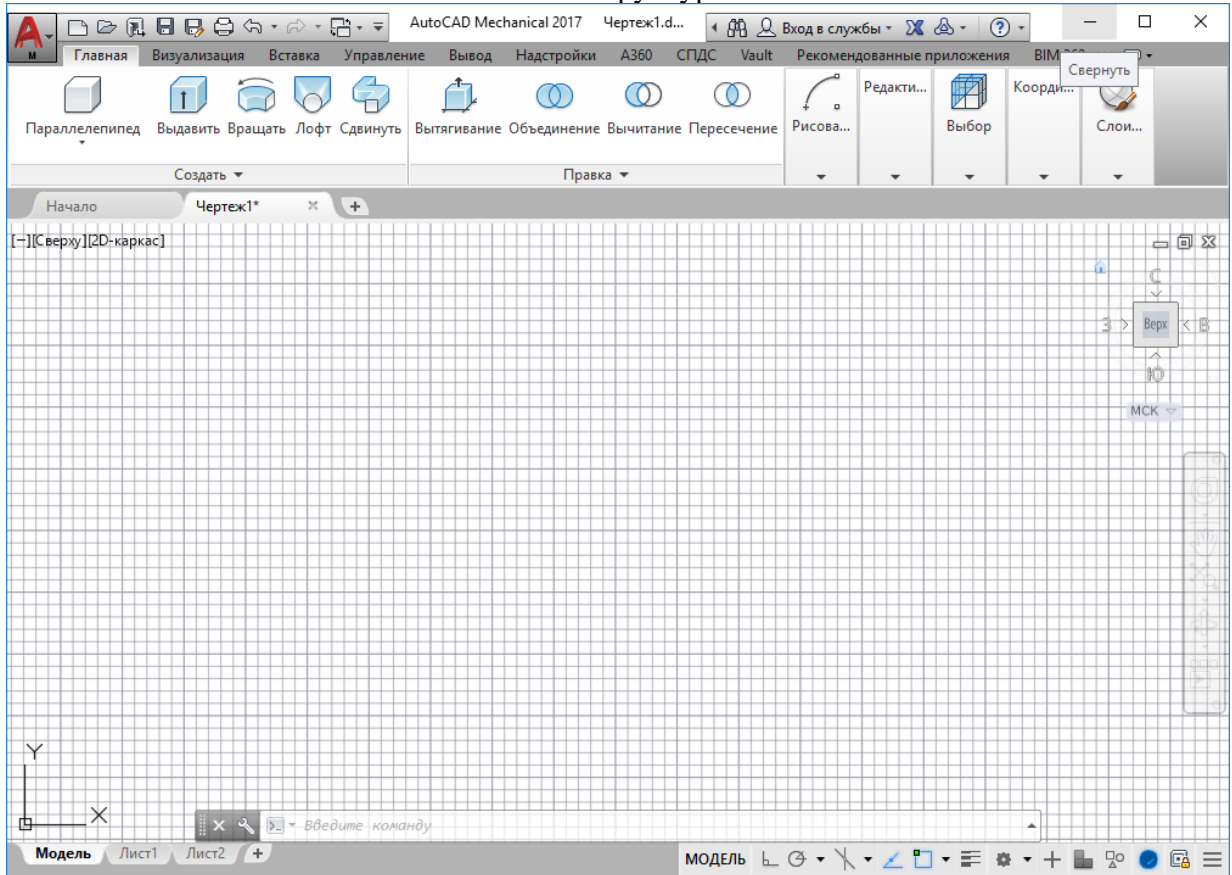 AutoCAD Mechanical 2017 Чертеж1.d... Вход в службы
М Главная Визуализация Вставка Управление Вывод Надстройки A360 СПДС Vault Рекомендованные приложения BIM 360
Свернуть
Параллелепипед Выдавить Вращать Лофт Сдвинуть Вытягивание Объединение Вычитание Пересечение Рисова... Редакти... Выбор Коорди... Слои...
Создать Правка
Начало Чертеж1* +
[−][Сверху][2D-каркас]
С
З Верх В
Ю
МСК
Y
X
Введите команду
Модель Лист1 Лист2 +
МОДЕЛЬ